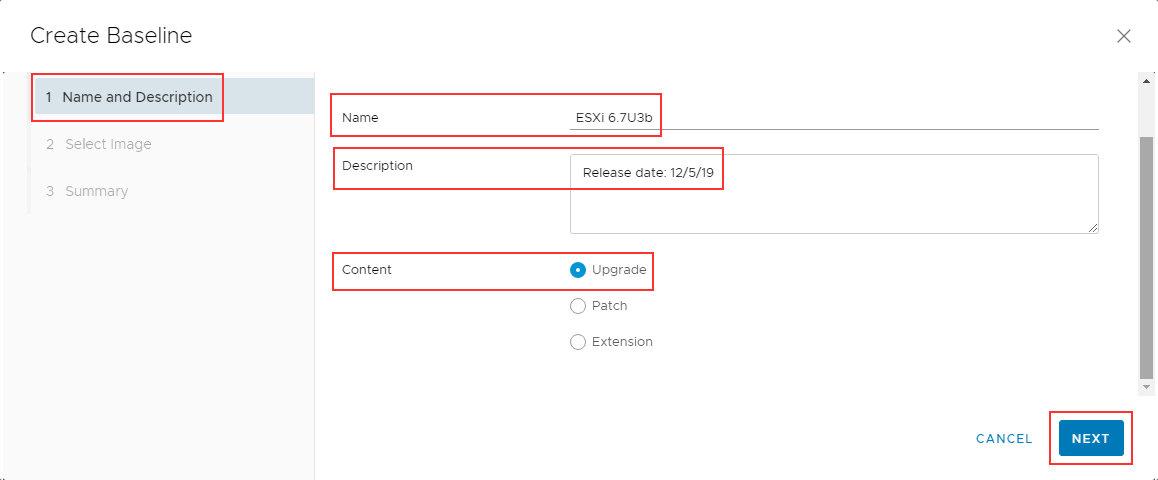 Create Baseline
1 Name and Description
2 Select Image
3 Summary
Name ESXi 6.7U3b
Description Release date: 12/5/19
Content Upgrade
Patch
Extension
CANCEL NEXT